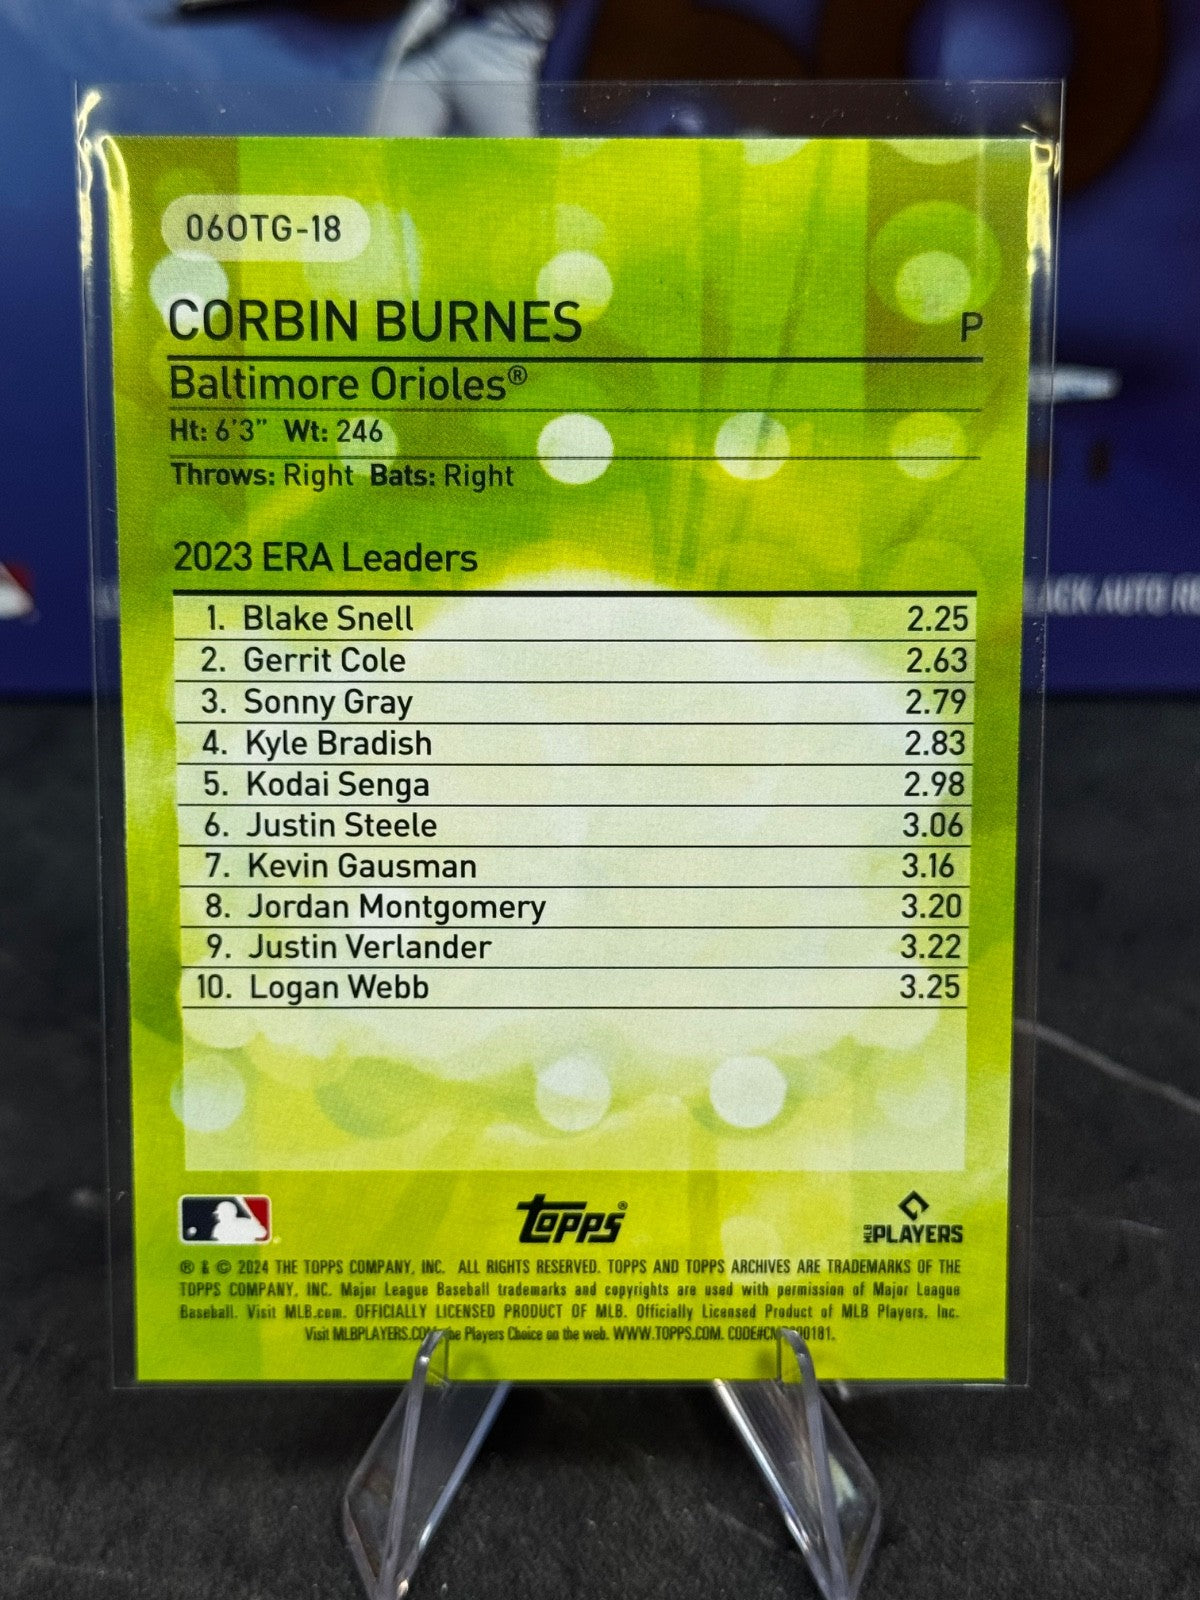 06OTG-18
CORBIN BURNES P
Baltimore Orioles®
Ht: 6'3" Wt: 246
Throws: Right Bats: Right
2023 ERA Leaders
1. Blake Snell 2.25
2. Gerrit Cole 2.63
3. Sonny Gray 2.79
4. Kyle Bradish 2.83
5. Kodai Senga 2.98
6. Justin Steele 3.06
7. Kevin Gausman 3.16
8. Jordan Montgomery 3.20
9. Justin Verlander 3.22
10. Logan Webb 3.25
topps® MLB PLAYERS
® & © 2024 THE TOPPS COMPANY, INC. ALL RIGHTS RESERVED. TOPPS AND TOPPS ARCHIVES ARE TRADEMARKS OF THE
TOPPS COMPANY, INC. Major League Baseball trademarks and copyrights are used with permission of Major League
Baseball. Visit MLB.com. OFFICIALLY LICENSED PRODUCT OF MLB. Officially Licensed Product of MLB Players, Inc.
Visit MLBPLAYERS.COM, the Players Choice on the web. WWW.TOPPS.COM.
AUTO